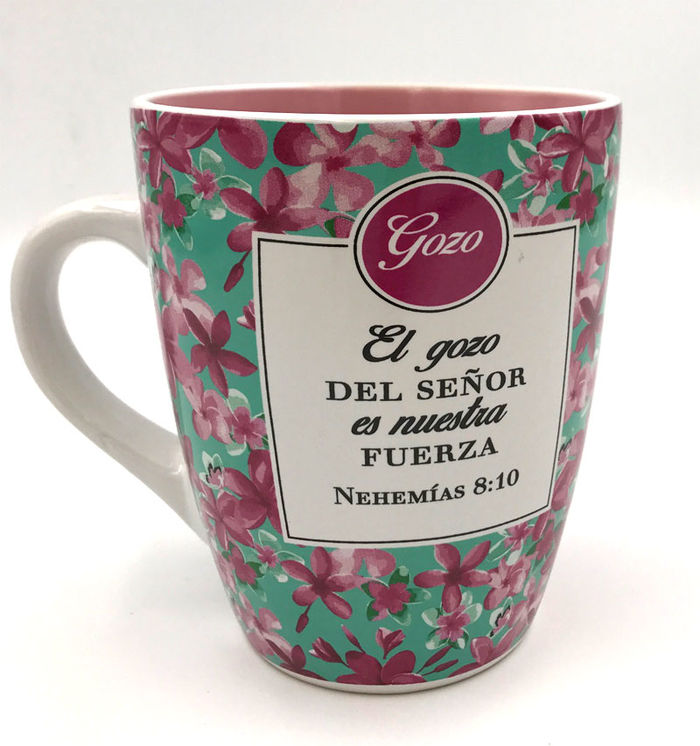 Gozo
El gozo
DEL SEÑOR
es nuestra
FUERZA
NEHEMÍAS 8:10